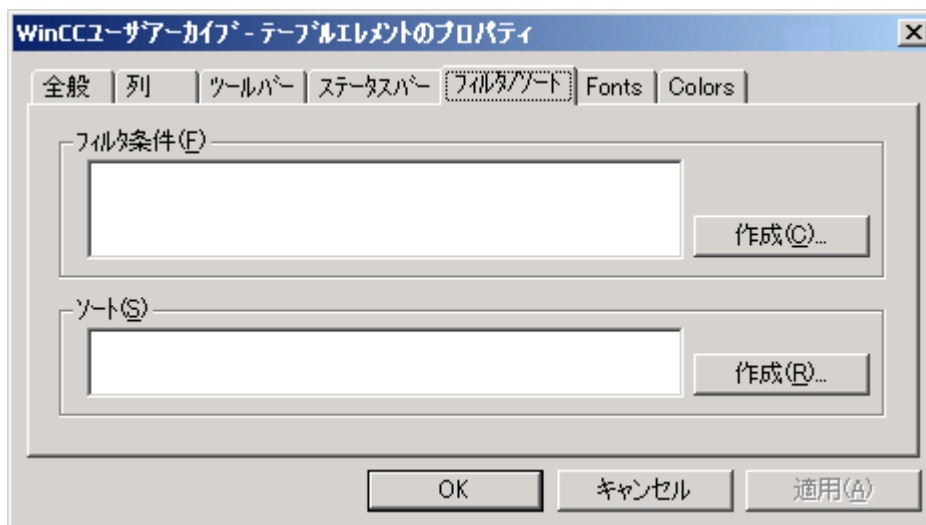 WinCCﾕｰｻﾞｱｰｶｲﾌﾞ - ﾃｰﾌﾞﾙｴﾚﾒﾝﾄのﾌﾟﾛﾊﾟﾃｨ
全般 列 ﾂｰﾙﾊﾞｰ ｽﾃｰﾀｽﾊﾞｰ ﾌｨﾙﾀ/ｿｰﾄ Fonts Colors
ﾌｨﾙﾀ条件(F)
作成(C)...
ｿｰﾄ(S)
作成(R)...
OK キャンセル 適用(A)